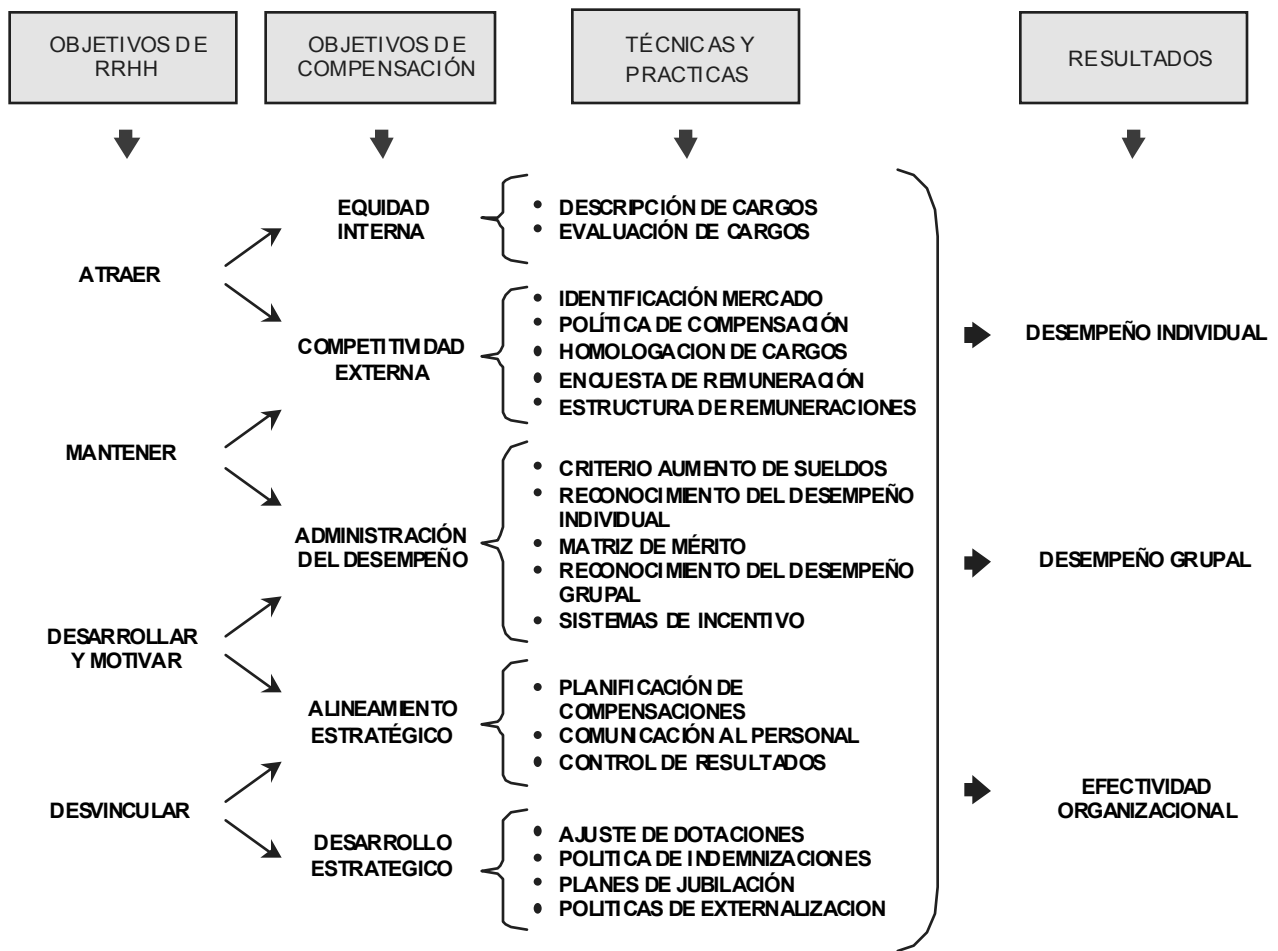 OBJETIVOS DE
RRHH
OBJETIVOS DE
COMPENSACIÓN
TÉCNICAS Y
PRACTICAS
RESULTADOS
ATRAER
MANTENER
DESARROLLAR
Y MOTIVAR
DESVINCULAR
EQUIDAD
INTERNA
COMPETITIVIDAD
EXTERNA
ADMINISTRACIÓN
DEL DESEMPEÑO
ALINEAMIENTO
ESTRATÉGICO
DESARROLLO
ESTRATEGICO
• DESCRIPCIÓN DE CARGOS
• EVALUACIÓN DE CARGOS
• IDENTIFICACIÓN MERCADO
• POLÍTICA DE COMPENSACIÓN
• HOMOLOGACION DE CARGOS
• ENCUESTA DE REMUNERACIÓN
• ESTRUCTURA DE REMUNERACIONES
• CRITERIO AUMENTO DE SUELDOS
• RECONOCIMIENTO DEL DESEMPEÑO
INDIVIDUAL
• MATRIZ DE MÉRITO
• RECONOCIMIENTO DEL DESEMPEÑO
GRUPAL
• SISTEMAS DE INCENTIVO
• PLANIFICACIÓN DE
COMPENSACIONES
• COMUNICACIÓN AL PERSONAL
• CONTROL DE RESULTADOS
• AJUSTE DE DOTACIONES
• POLITICA DE INDEMNIZACIONES
• PLANES DE JUBILACIÓN
• POLITICAS DE EXTERNALIZACION
DESEMPEÑO INDIVIDUAL
DESEMPEÑO GRUPAL
EFECTIVIDAD
ORGANIZACIONAL